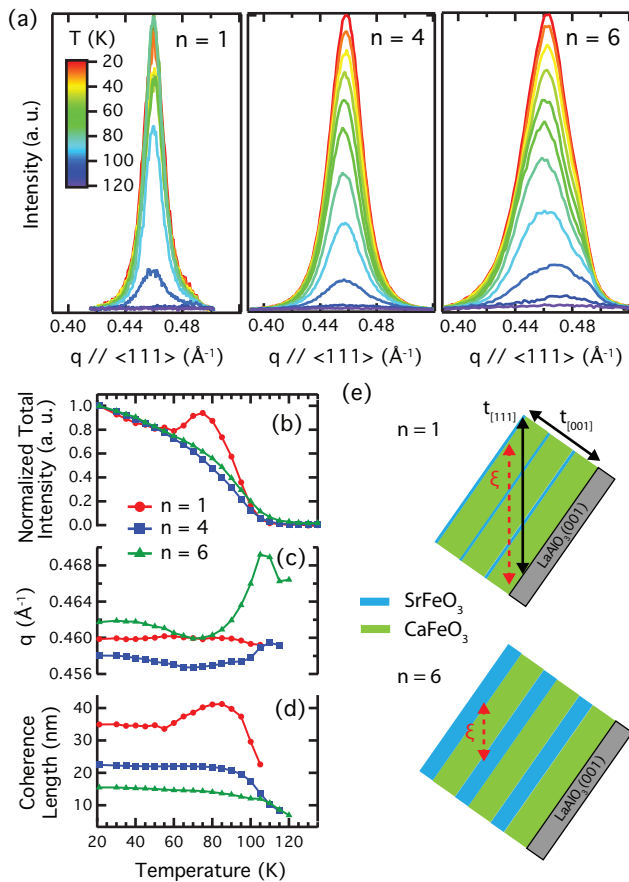 (a)
T (K)
20
40
60
80
100
120
n = 1
n = 4
n = 6
Intensity (a. u.)
0.40 0.44 0.48
0.40 0.44 0.48
0.40 0.44 0.48
q // <111> (Å⁻¹)
q // <111> (Å⁻¹)
q // <111> (Å⁻¹)
(b)
Normalized Total
Intensity (a. u.)
1.0
0.8
0.6
0.4
0.2
0.0
n = 1
n = 4
n = 6
(c)
q (Å⁻¹)
0.468
0.464
0.460
0.456
(d)
Coherence
Length (nm)
40
30
20
10
20 40 60 80 100 120
Temperature (K)
(e)
n = 1
t[111]
t[001]
ξ
LaAlO₃(001)
SrFeO₃
CaFeO₃
n = 6
ξ
LaAlO₃(001)